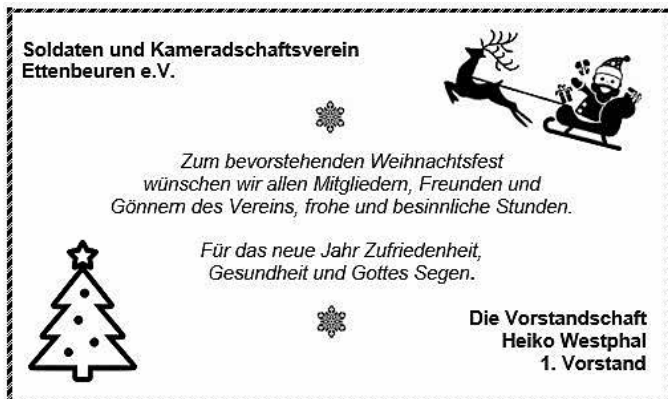 Soldaten und Kameradschaftsverein
Ettenbeuren e.V.
Zum bevorstehenden Weihnachtsfest
wünschen wir allen Mitgliedern, Freunden und
Gönnern des Vereins, frohe und besinnliche Stunden.
Für das neue Jahr Zufriedenheit,
Gesundheit und Gottes Segen.
Die Vorstandschaft
Heiko Westphal
1. Vorstand